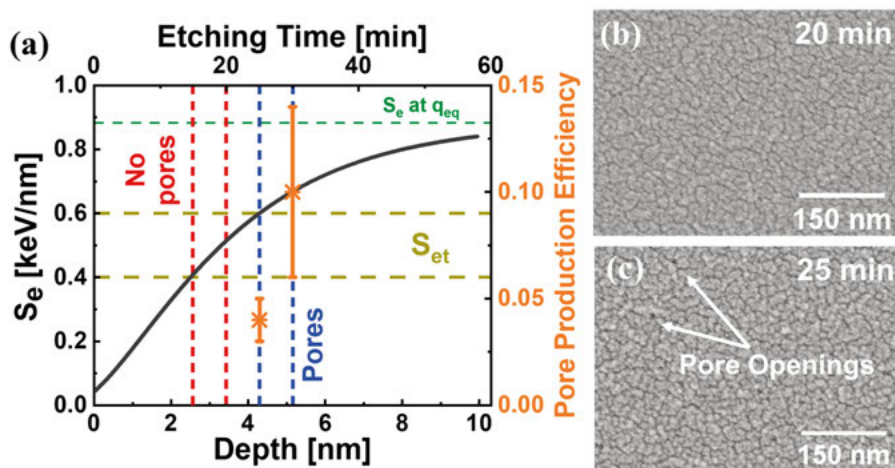 (a)
Etching Time [min]
0 20 40 60
1.0
0.8
0.6
0.4
0.2
0.0
Sₑ [keV/nm]
No
pores
Sₑ at qₑq
Sₑₜ
Pores
0.15
0.10
0.05
0.00
Pore Production Efficiency
0 2 4 6 8 10
Depth [nm]
(b) 20 min
150 nm
(c) 25 min
Pore Openings
150 nm